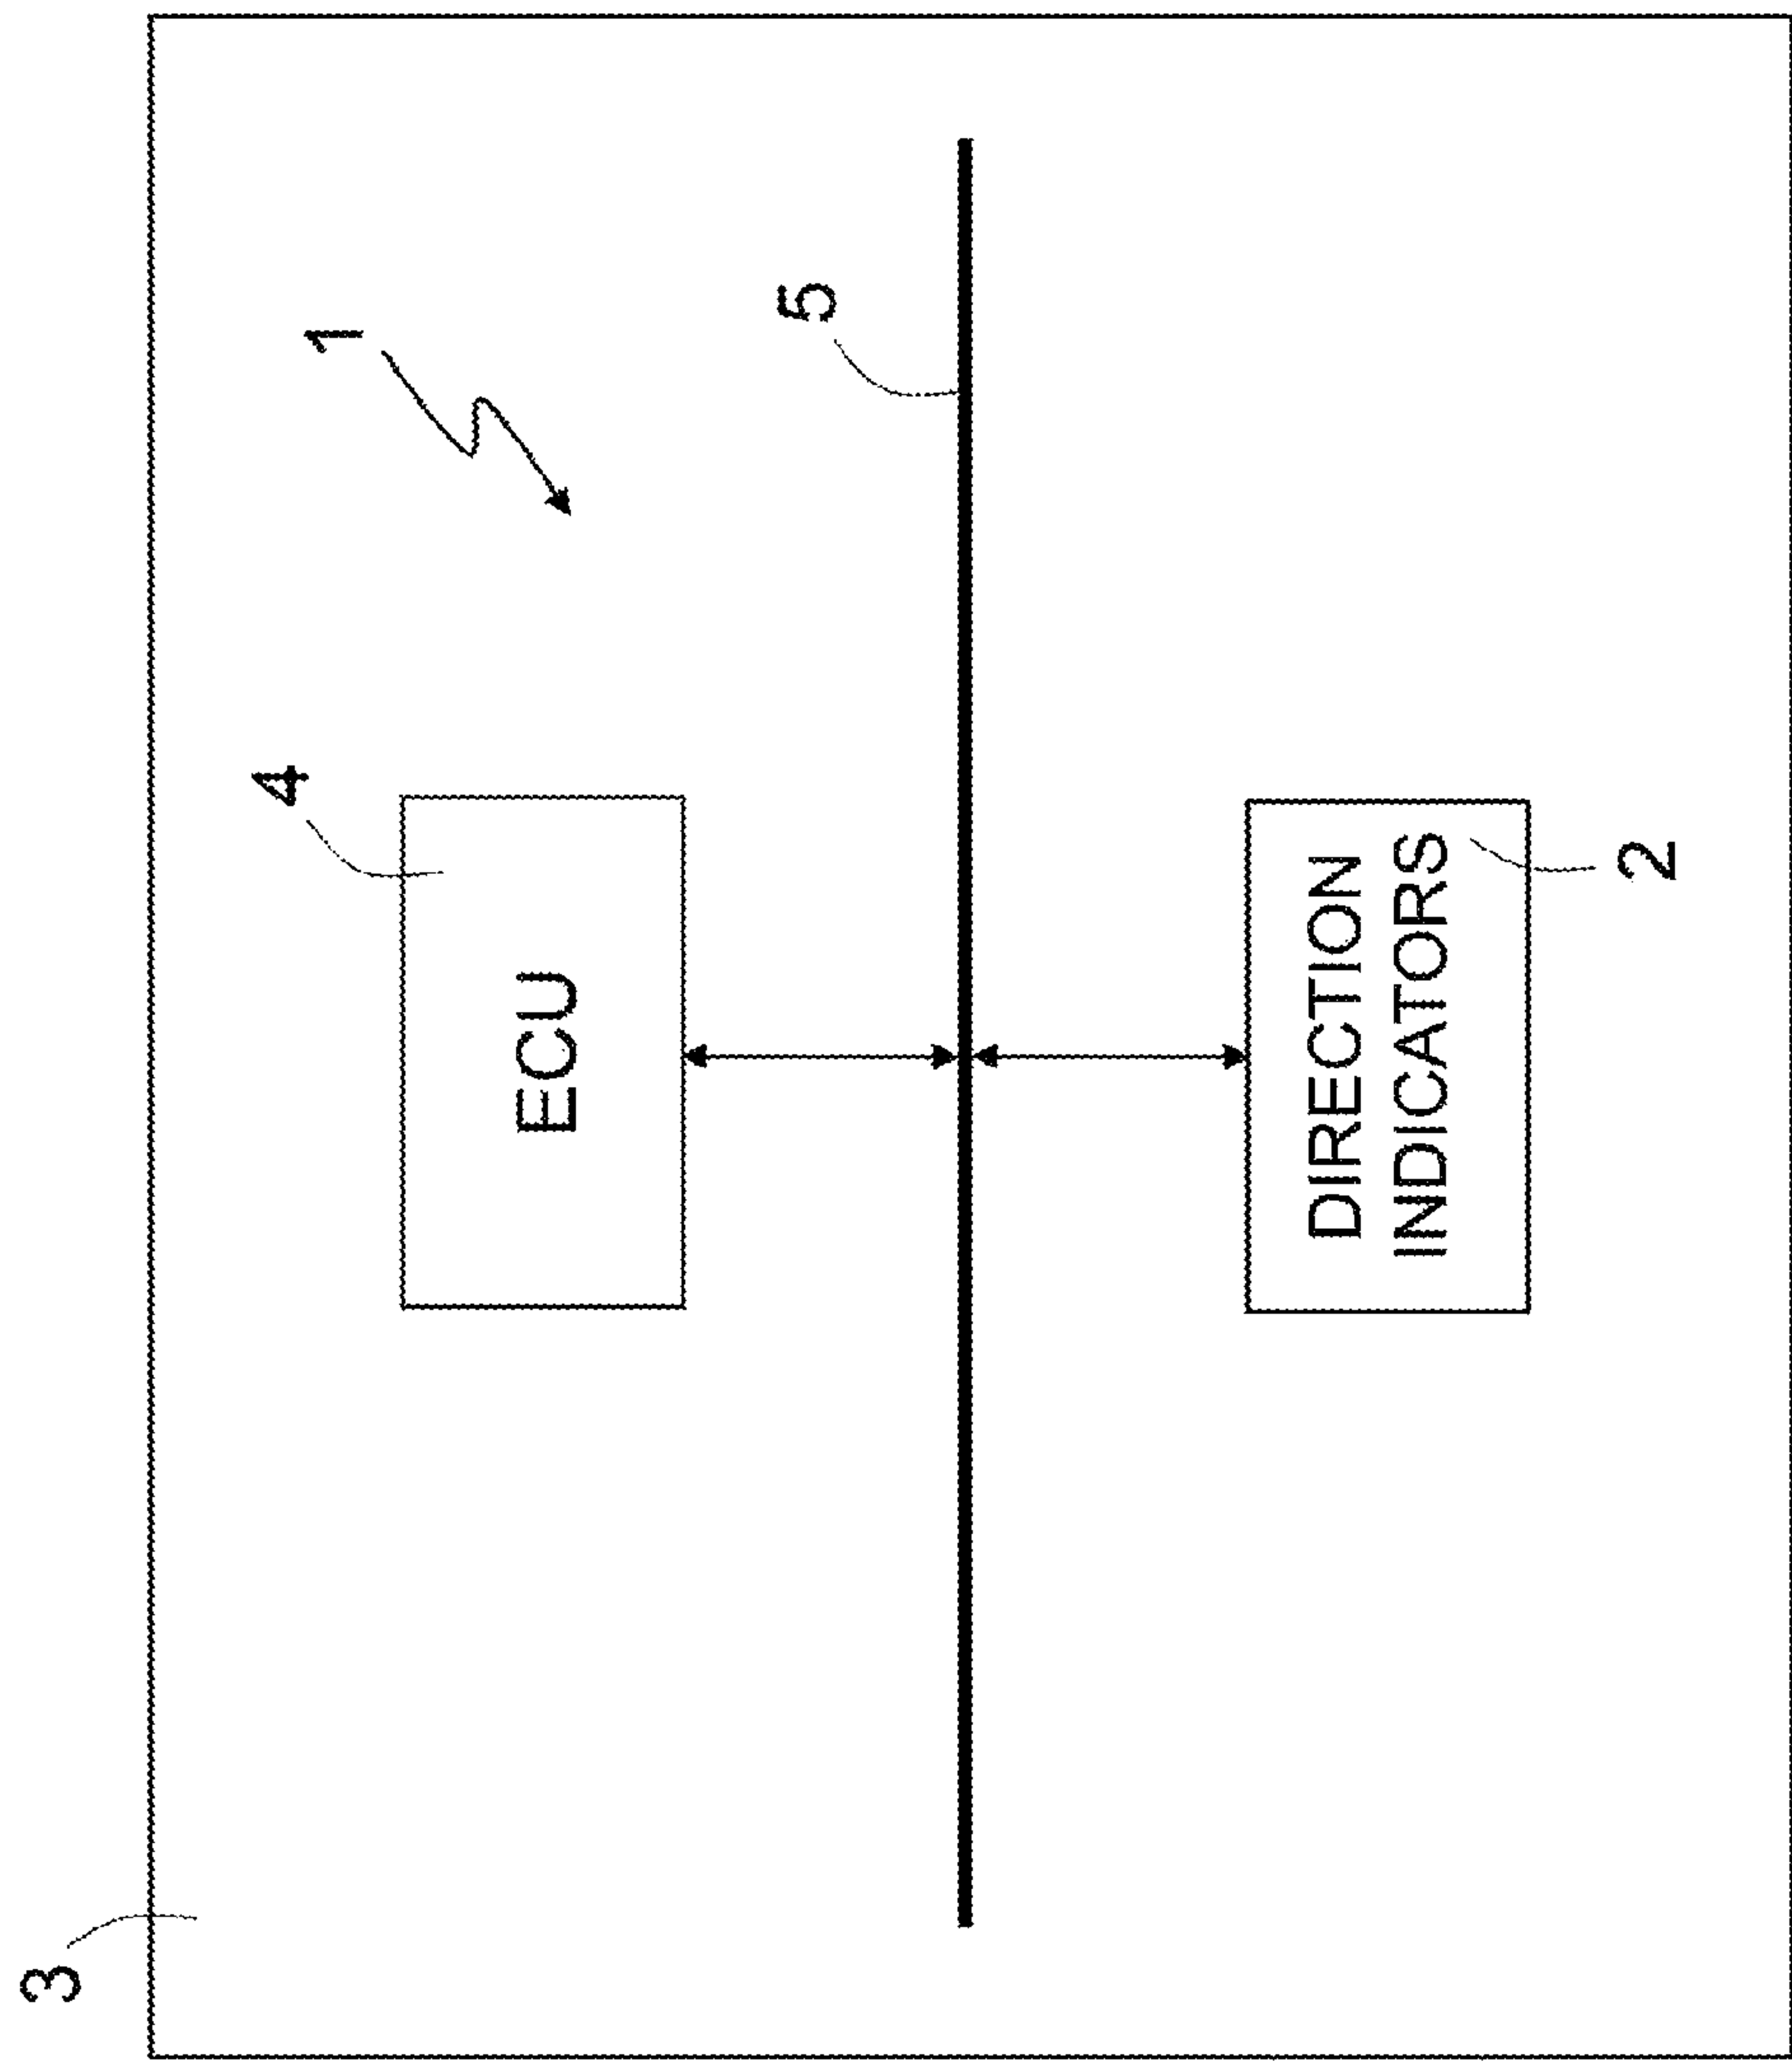 3
4
1
ECU
5
DIRECTION
INDICATORS
2